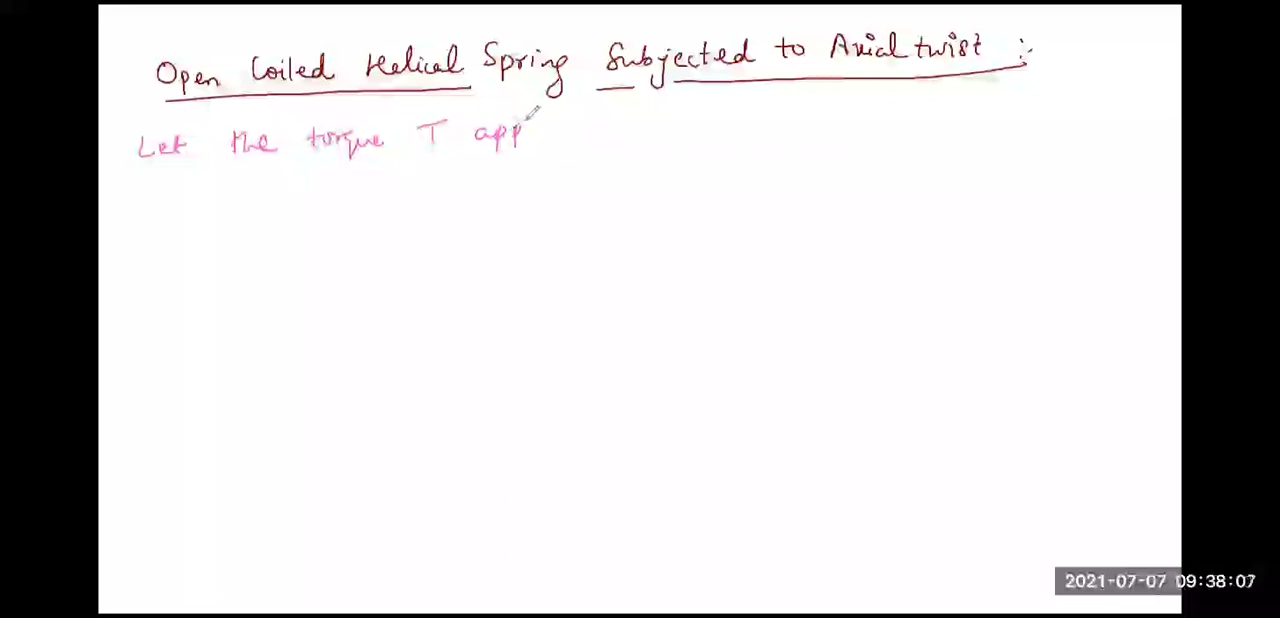 Open Coiled Helical Spring Subjected to Axial twist :
Let the torque T app
2021-07-07 09:38:07